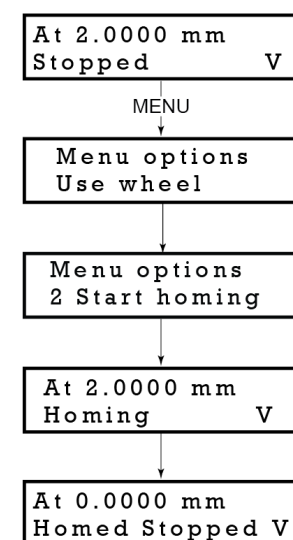 At 2.0000 mm
Stopped V
MENU
Menu options
Use wheel
Menu options
2 Start homing
At 2.0000 mm
Homing V
At 0.0000 mm
Homed Stopped V